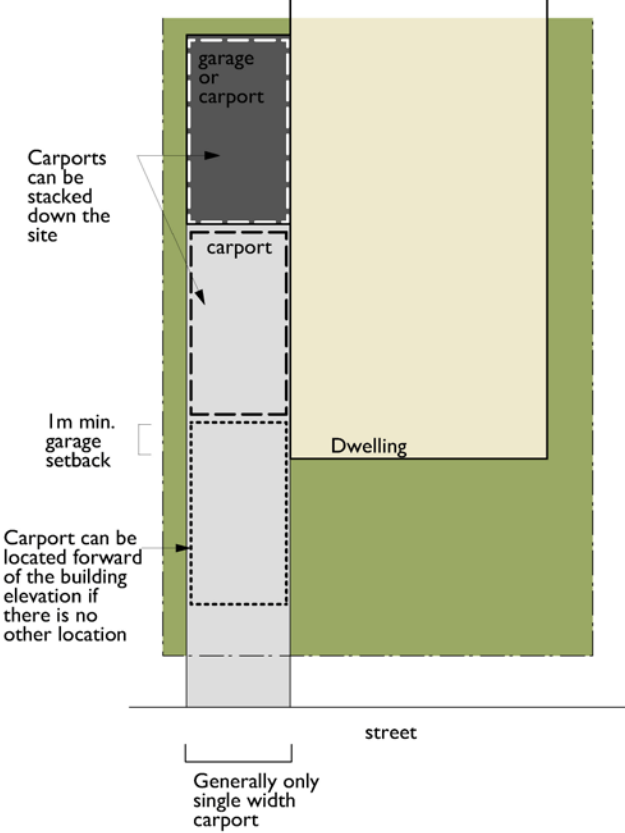 garage
or
carport
Carports
can be
stacked
down the
site
carport
1m min.
garage
setback
Dwelling
Carport can be
located forward
of the building
elevation if
there is no
other location
street
Generally only
single width
carport